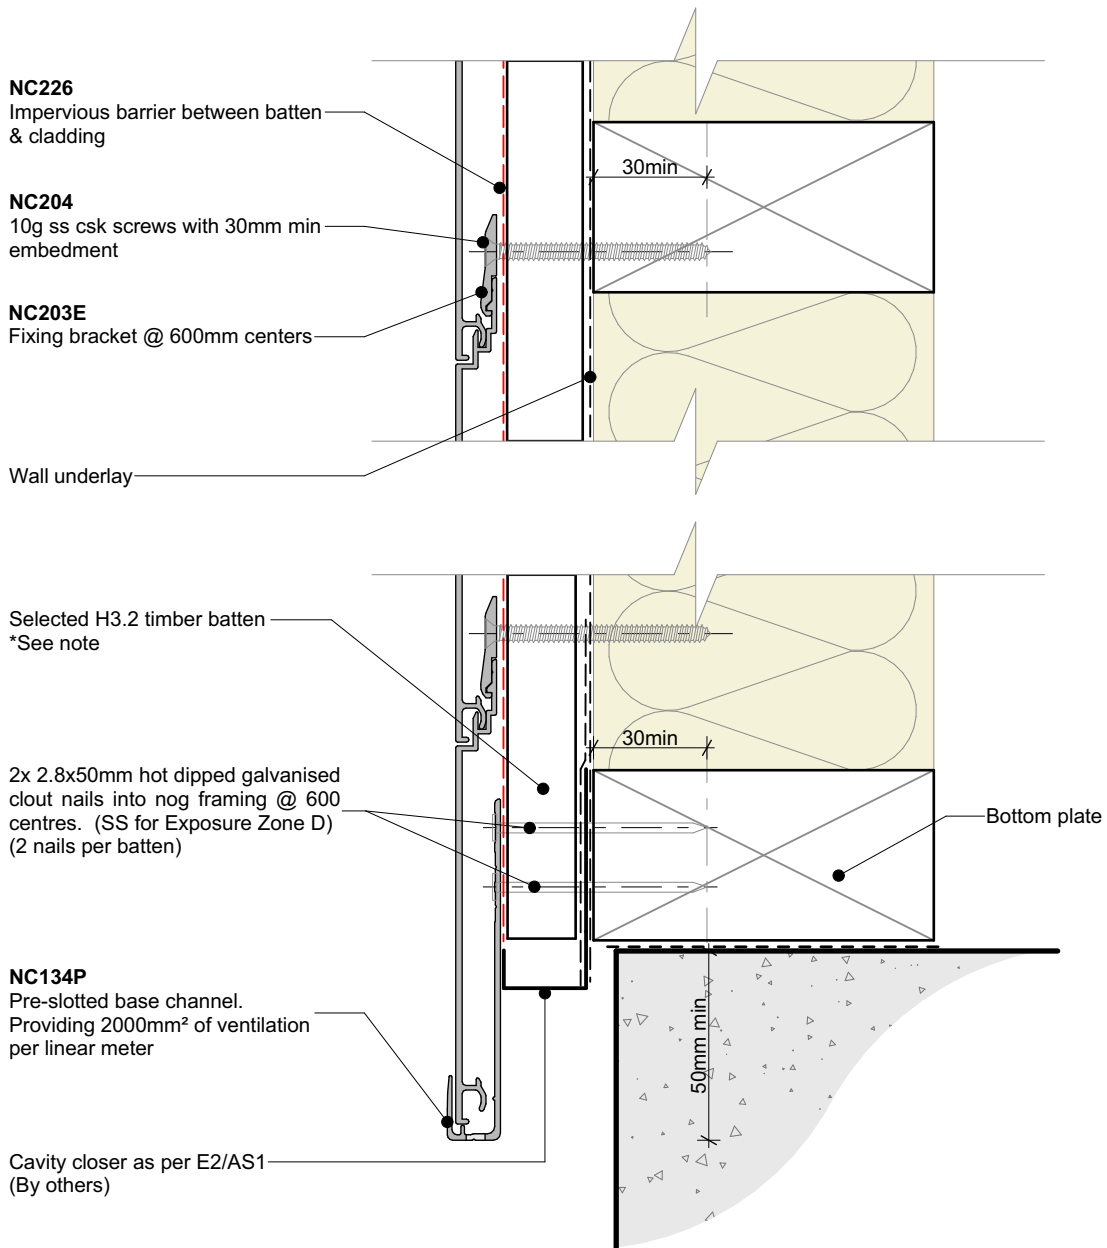 NC226
Impervious barrier between batten
& cladding
30min
NC204
10g ss csk screws with 30mm min
embedment
NC203E
Fixing bracket @ 600mm centers
Wall underlay
Selected H3.2 timber batten
*See note
30min
2x 2.8x50mm hot dipped galvanised
clout nails into nog framing @ 600
centres. (SS for Exposure Zone D)
(2 nails per batten)
Bottom plate
NC134P
Pre-slotted base channel.
Providing 2000mm² of ventilation
per linear meter
50mm min
Cavity closer as per E2/AS1
(By others)